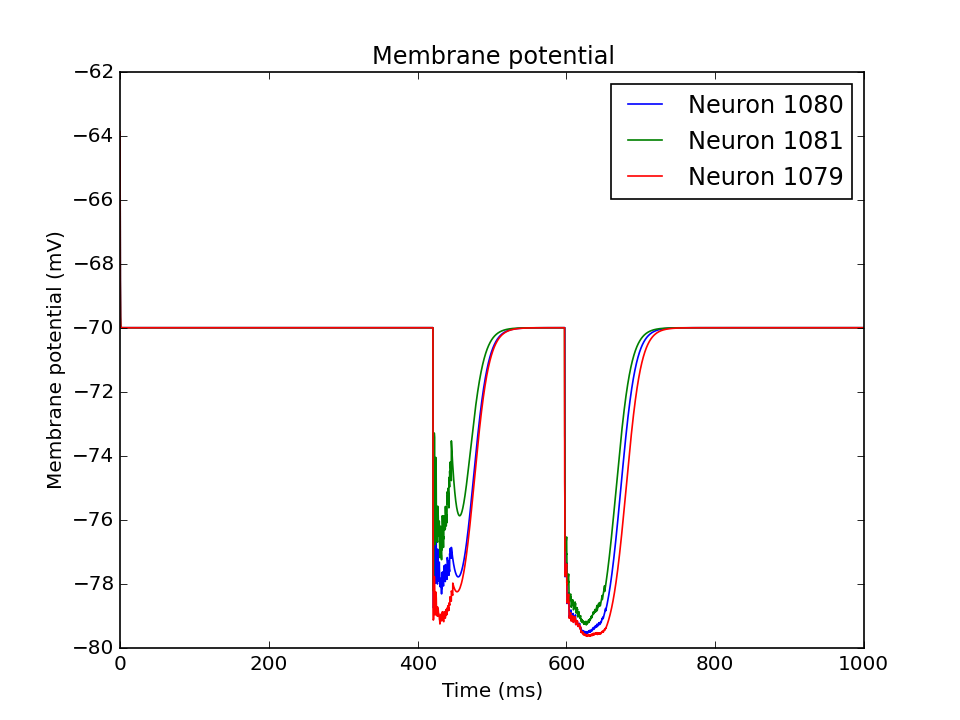 Membrane potential
−62
−64
−66
−68
−70
−72
−74
−76
−78
−80
Membrane potential (mV)
Neuron 1080
Neuron 1081
Neuron 1079
0 200 400 600 800 1000
Time (ms)